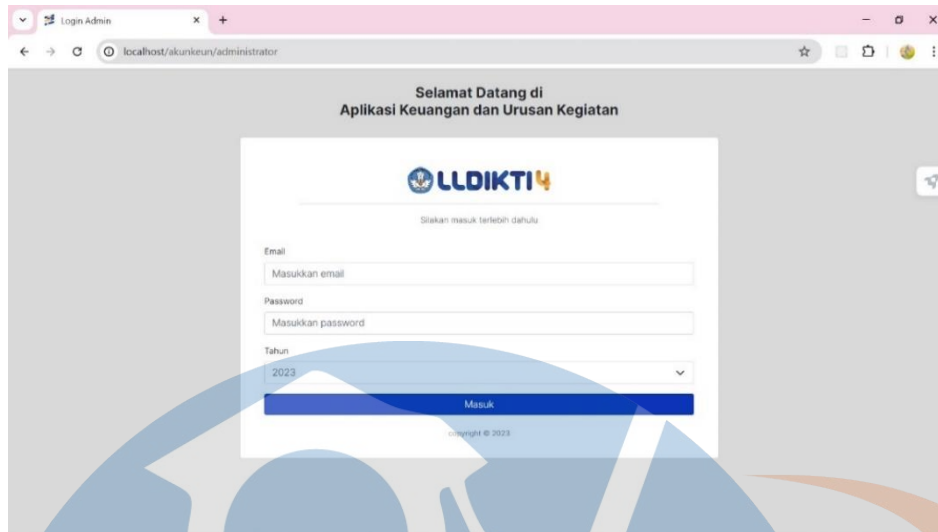 Login Admin
localhost/akunkeun/administrator
Selamat Datang di
Aplikasi Keuangan dan Urusan Kegiatan
LLDIKTI4
Silakan masuk terlebih dahulu
Email
Masukkan email
Password
Masukkan password
Tahun
2023
Masuk
copyright © 2023